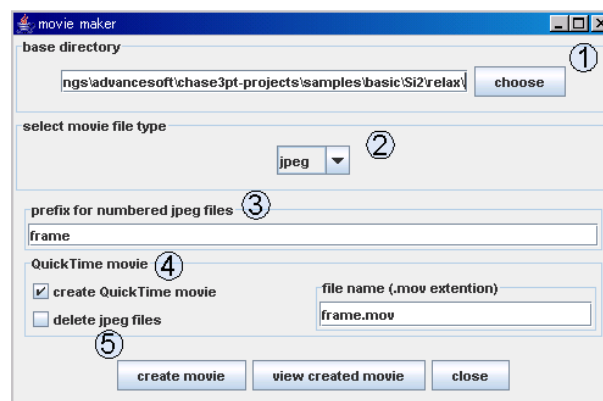 movie maker
base directory
①
ngs\advancesoft\chase3pt-projects\samples\basic\Si2\relax\
choose
select movie file type
②
jpeg
prefix for numbered jpeg files ③
frame
QuickTime movie ④
create QuickTime movie
file name (.mov extention)
delete jpeg files
frame.mov
⑤
create movie view created movie close